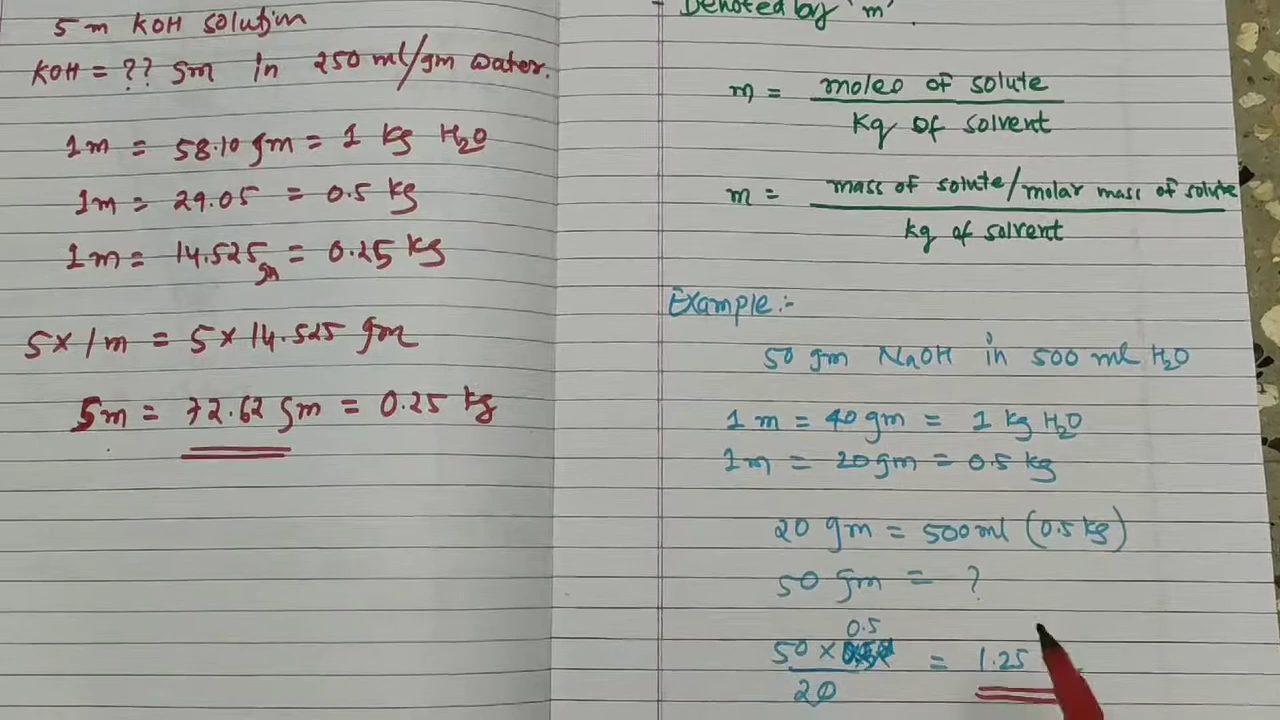 5 m KOH solution
KOH = ?? gm in 250 ml/gm water.
1m = 58.10 gm = 1 kg H2O
1m = 29.05 = 0.5 kg
1m = 14.525 gm = 0.25 kg
5 x 1m = 5 x 14.525 gm
5m = 72.62 gm = 0.25 kg
- Denoted by 'm'.
m = moles of solute
kg of solvent
m = mass of solute/molar mass of solute
kg of solvent
Example:-
50 gm NaOH in 500 ml H2O
1 m = 40 gm = 1 kg H2O
1m = 20 gm = 0.5 kg
20 gm = 500 ml (0.5 kg)
50 gm = ?
0.5
50 x = 1.25
20